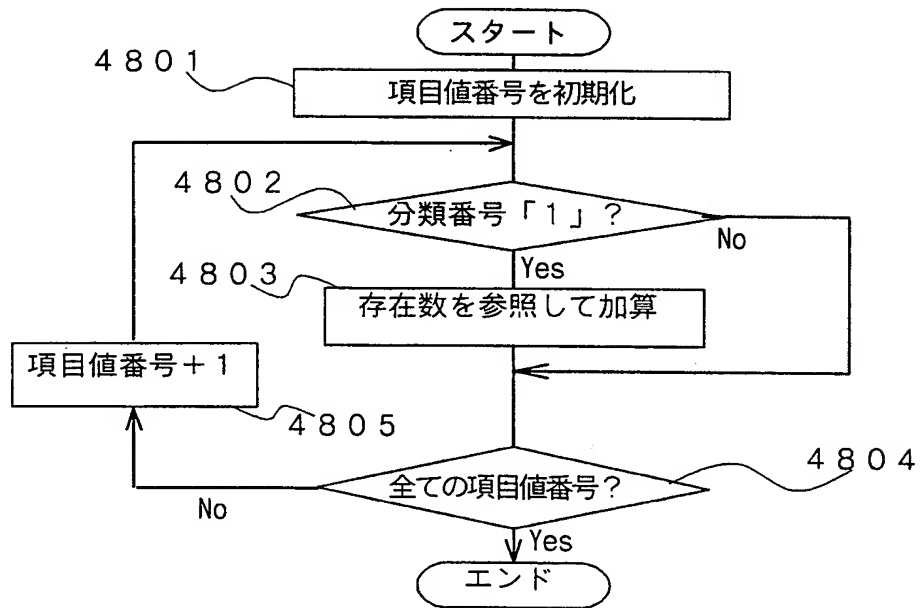 スタート
4801
項目値番号を初期化
4802
分類番号「1」?
No
Yes
4803
存在数を参照して加算
項目値番号+1
4805
4804
全ての項目値番号?
No
Yes
エンド